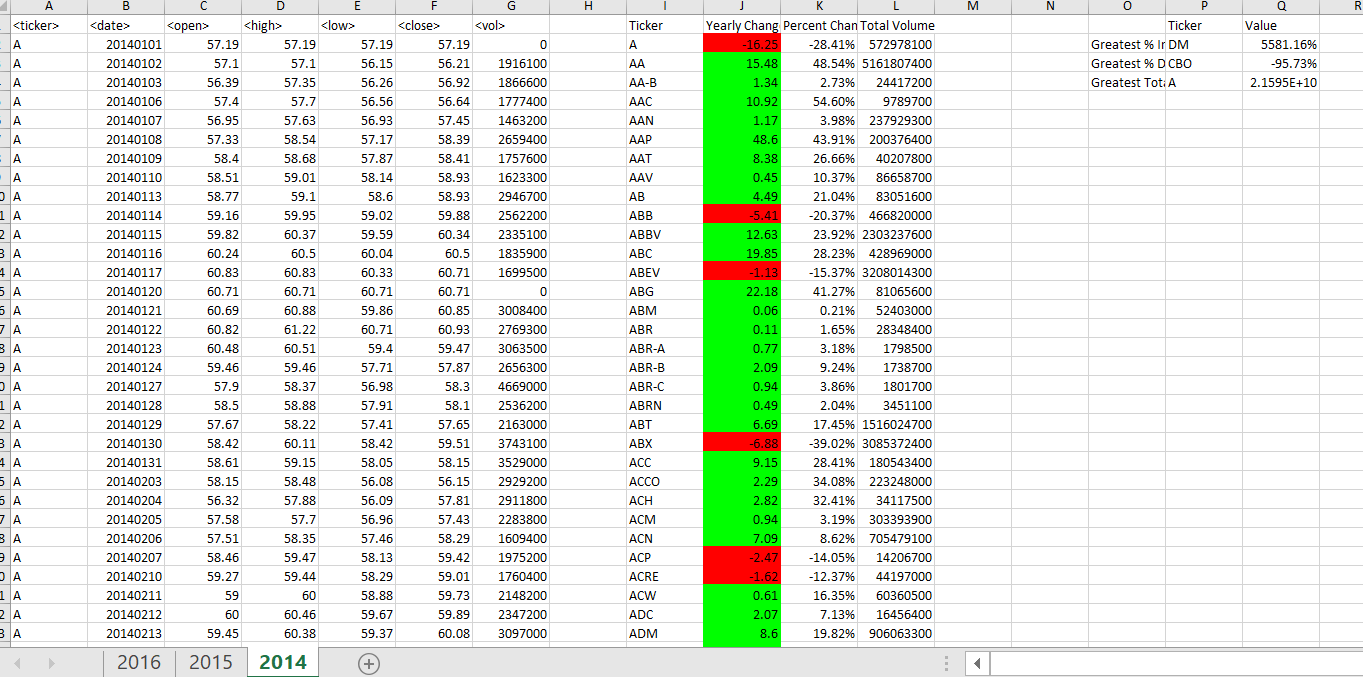 A B C D E F G H I J K L M N O P Q R
<ticker> <date> <open> <high> <low> <close> <vol> Ticker Yearly Chang Percent Chan Total Volume Ticker Value
A 20140101 57.19 57.19 57.19 57.19 0 A -16.25 -28.41% 572978100 Greatest % In DM 5581.16%
A 20140102 57.1 57.1 56.15 56.21 1916100 AA 15.48 48.54% 5161807400 Greatest % D CBO -95.73%
A 20140103 56.39 57.35 56.26 56.92 1866600 AA-B 1.34 2.73% 24417200 Greatest Tota A 2.1595E+10
A 20140106 57.4 57.7 56.56 56.64 1777400 AAC 10.92 54.60% 9789700
A 20140107 56.95 57.63 56.93 57.45 1463200 AAN 1.17 3.98% 237929300
A 20140108 57.33 58.54 57.17 58.39 2659400 AAP 48.6 43.91% 200376400
A 20140109 58.4 58.68 57.87 58.41 1757600 AAT 8.38 26.66% 40207800
A 20140110 58.51 59.01 58.14 58.93 1623300 AAV 0.45 10.37% 86658700
A 20140113 58.77 59.1 58.6 58.93 2946700 AB 4.49 21.04% 83051600
A 20140114 59.16 59.95 59.02 59.88 2562200 ABB -5.41 -20.37% 466820000
A 20140115 59.82 60.37 59.59 60.34 2335100 ABBV 12.63 23.92% 2303237600
A 20140116 60.24 60.5 60.04 60.5 1835900 ABC 19.85 28.23% 428969000
A 20140117 60.83 60.83 60.33 60.71 1699500 ABEV -1.13 -15.37% 3208014300
A 20140120 60.71 60.71 60.71 60.71 0 ABG 22.18 41.27% 81065600
A 20140121 60.69 60.88 59.86 60.85 3008400 ABM 0.06 0.21% 52403000
A 20140122 60.82 61.22 60.71 60.93 2769300 ABR 0.11 1.65% 28348400
A 20140123 60.48 60.51 59.4 59.47 3063500 ABR-A 0.77 3.18% 1798500
A 20140124 59.46 59.46 57.71 57.87 2656300 ABR-B 2.09 9.24% 1738700
A 20140127 57.9 58.37 56.98 58.3 4669000 ABR-C 0.94 3.86% 1801700
A 20140128 58.5 58.88 57.91 58.1 2536200 ABRN 0.49 2.04% 3451100
A 20140129 57.67 58.22 57.41 57.65 2163000 ABT 6.69 17.45% 1516024700
A 20140130 58.42 60.11 58.42 59.51 3743100 ABX -6.88 -39.02% 3085372400
A 20140131 58.61 59.15 58.05 58.15 3529000 ACC 9.15 28.41% 180543400
A 20140203 58.15 58.48 56.08 56.15 2929200 ACCO 2.29 34.08% 223248000
A 20140204 56.32 57.88 56.09 57.81 2911800 ACH 2.82 32.41% 34117500
A 20140205 57.58 57.7 56.96 57.43 2283800 ACM 0.94 3.19% 303393900
A 20140206 57.51 58.35 57.46 58.29 1609400 ACN 7.09 8.62% 705479100
A 20140207 58.46 59.47 58.13 59.42 1975200 ACP -2.47 -14.05% 14206700
A 20140210 59.27 59.44 58.29 59.01 1760400 ACRE -1.62 -12.37% 44197000
A 20140211 59 60 58.88 59.73 2148200 ACW 0.61 16.35% 60360500
A 20140212 60 60.46 59.67 59.89 2347200 ADC 2.07 7.13% 16456400
A 20140213 59.45 60.38 59.37 60.08 3097000 ADM 8.6 19.82% 906063300
2016 2015 2014